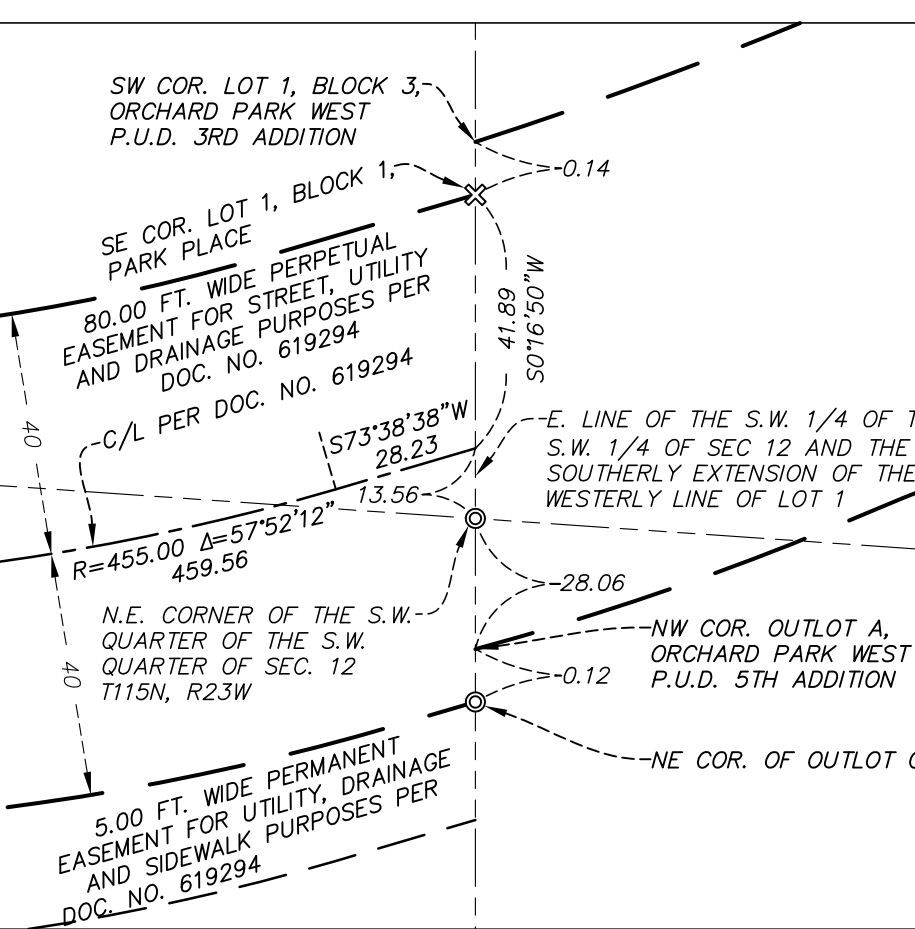 SW COR. LOT 1, BLOCK 3,
ORCHARD PARK WEST
P.U.D. 3RD ADDITION
-0.14
SE COR. LOT 1, BLOCK 1,
PARK PLACE
80.00 FT. WIDE PERPETUAL
EASEMENT FOR STREET, UTILITY
AND DRAINAGE PURPOSES PER
DOC. NO. 619294
41.89
S0°16'50"W
40
C/L PER DOC. NO. 619294
S73°38'38"W
28.23
E. LINE OF THE S.W. 1/4 OF T
S.W. 1/4 OF SEC 12 AND THE
SOUTHERLY EXTENSION OF THE
WESTERLY LINE OF LOT 1
13.56
R=455.00 Δ=57°52'12"
459.56
28.06
N.E. CORNER OF THE S.W.
QUARTER OF THE S.W.
QUARTER OF SEC. 12
T115N, R23W
40
NW COR. OUTLOT A,
ORCHARD PARK WEST
P.U.D. 5TH ADDITION
-0.12
NE COR. OF OUTLOT
5.00 FT. WIDE PERMANENT
EASEMENT FOR UTILITY, DRAINAGE
AND SIDEWALK PURPOSES PER
DOC. NO. 619294